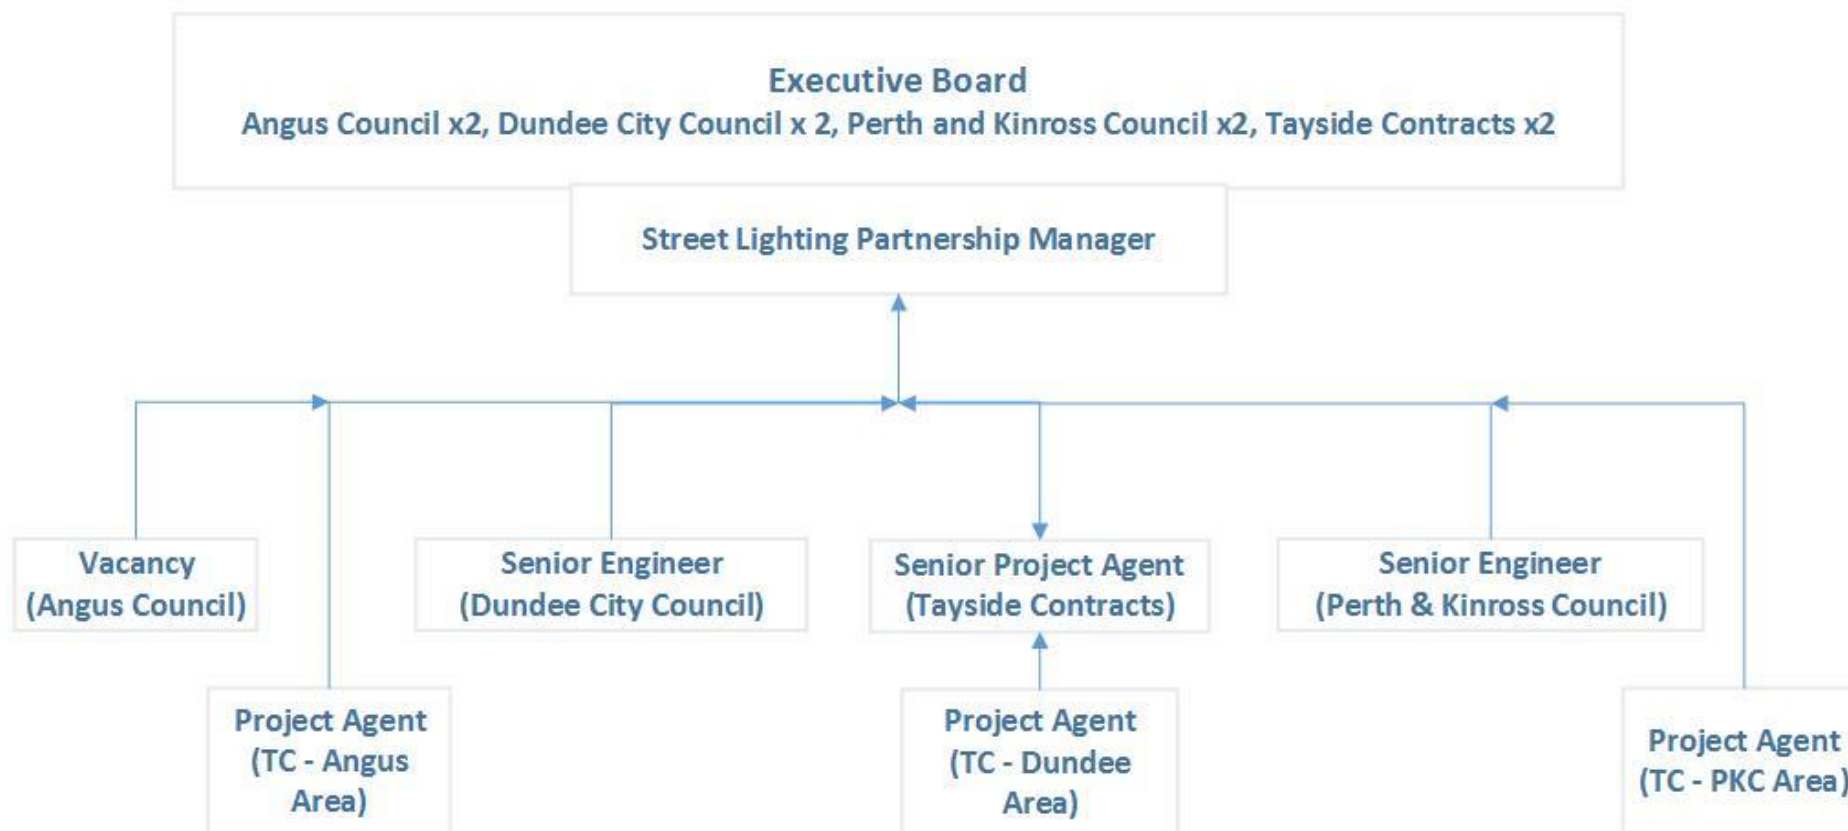 Executive Board
Angus Council x2, Dundee City Council x 2, Perth and Kinross Council x2, Tayside Contracts x2
Street Lighting Partnership Manager
Vacancy
(Angus Council)
Senior Engineer
(Dundee City Council)
Senior Project Agent
(Tayside Contracts)
Senior Engineer
(Perth & Kinross Council)
Project Agent
(TC - Angus
Area)
Project Agent
(TC - Dundee
Area)
Project Agent
(TC - PKC Area)